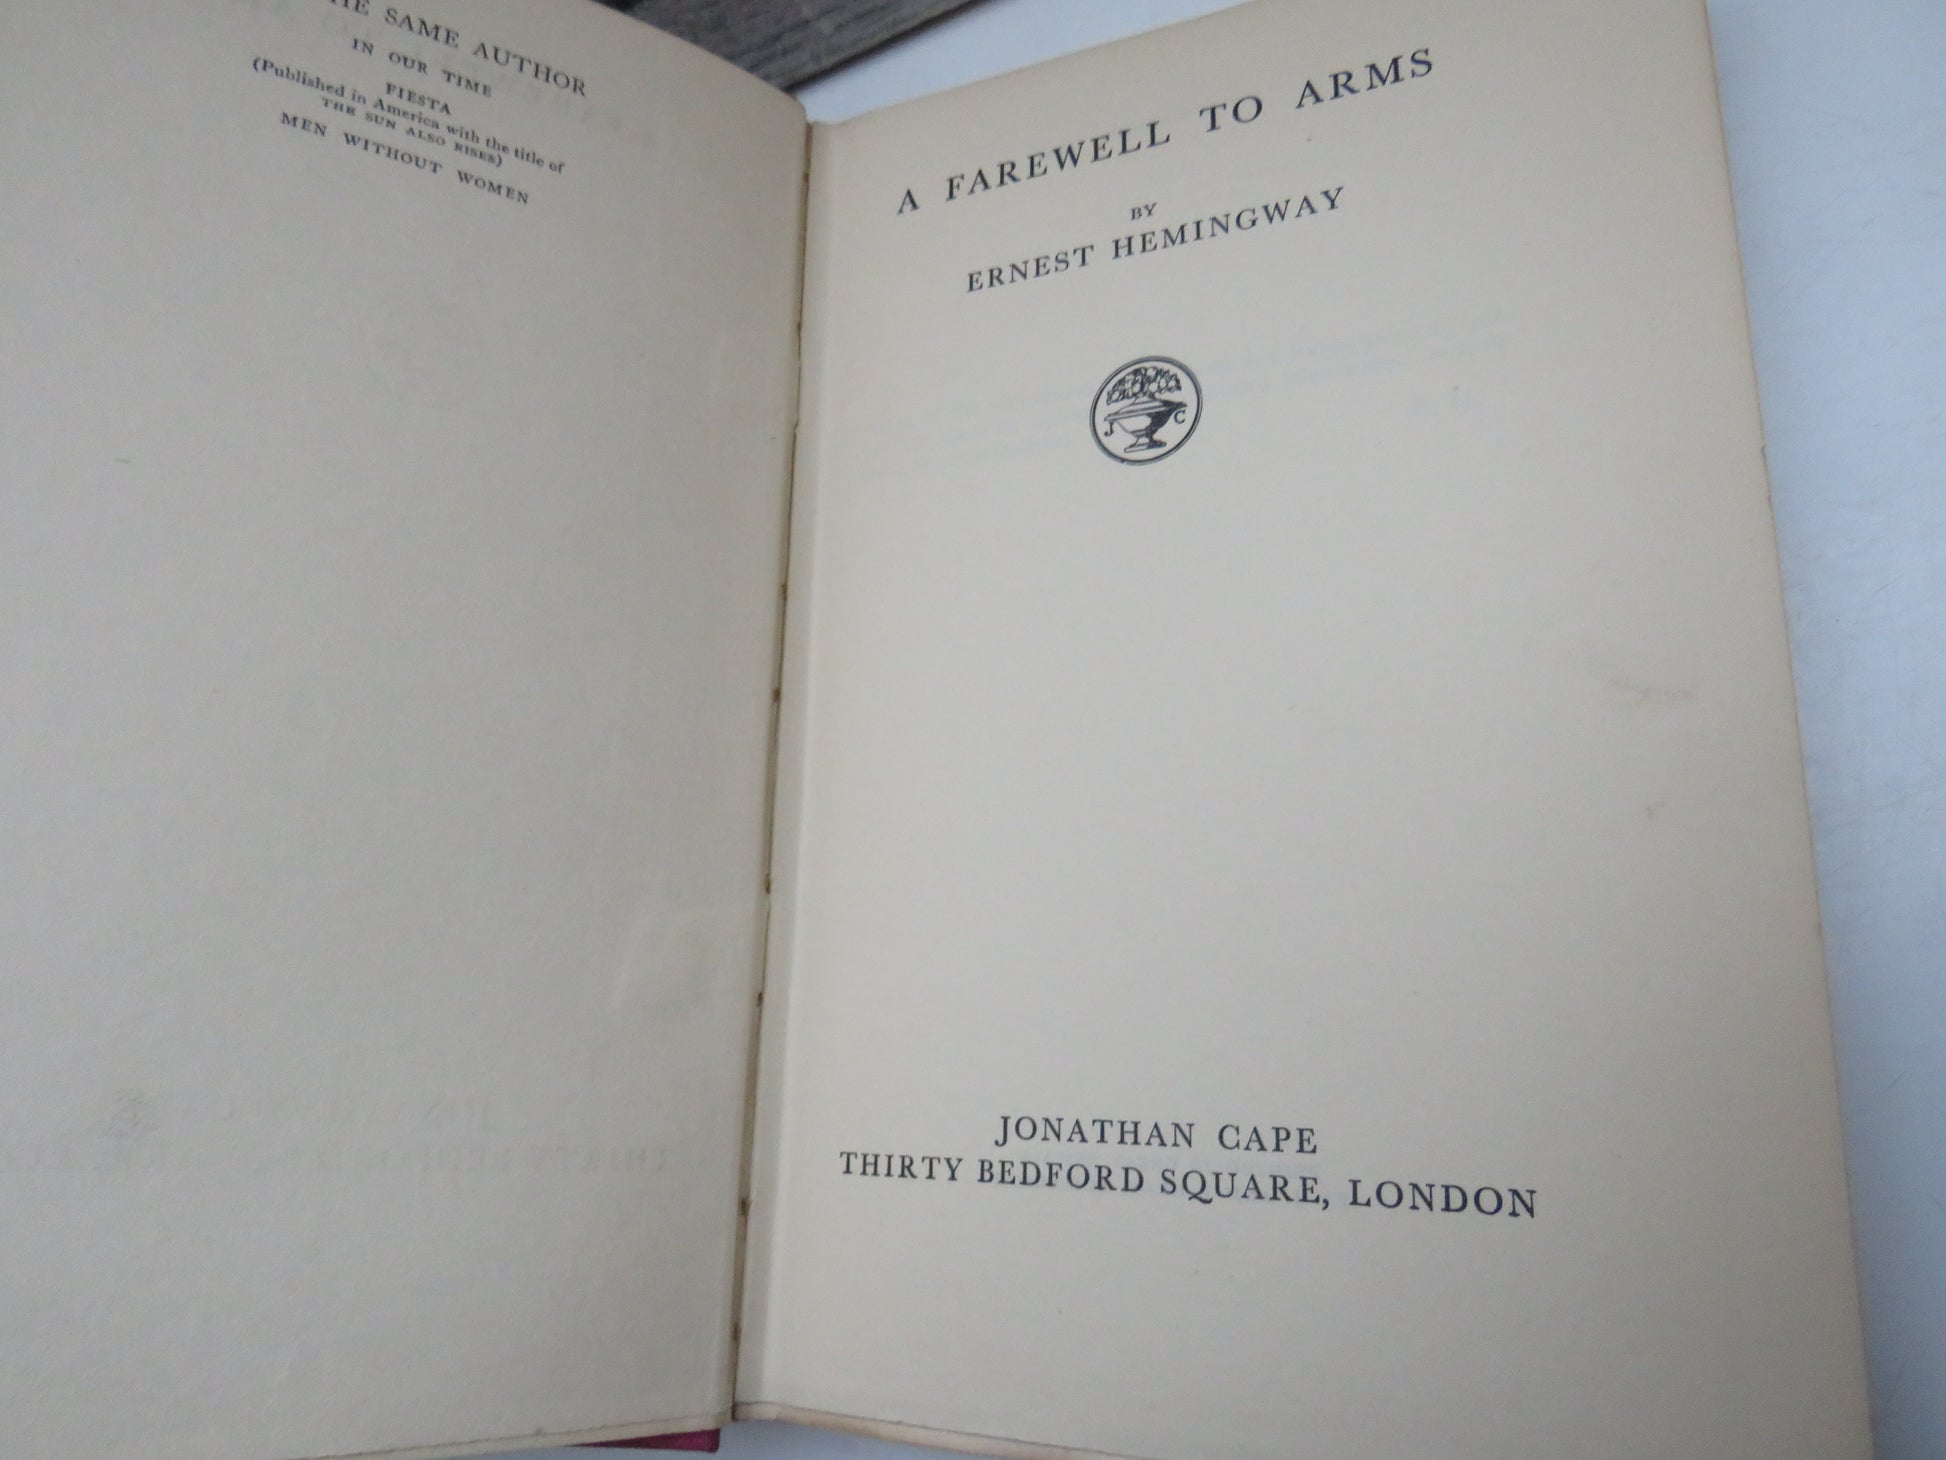 THE SAME AUTHOR
IN OUR TIME
FIESTA
(Published in America with the title of
THE SUN ALSO RISES)
MEN WITHOUT WOMEN
A FAREWELL TO ARMS
BY
ERNEST HEMINGWAY
J C
JONATHAN CAPE
THIRTY BEDFORD SQUARE, LONDON